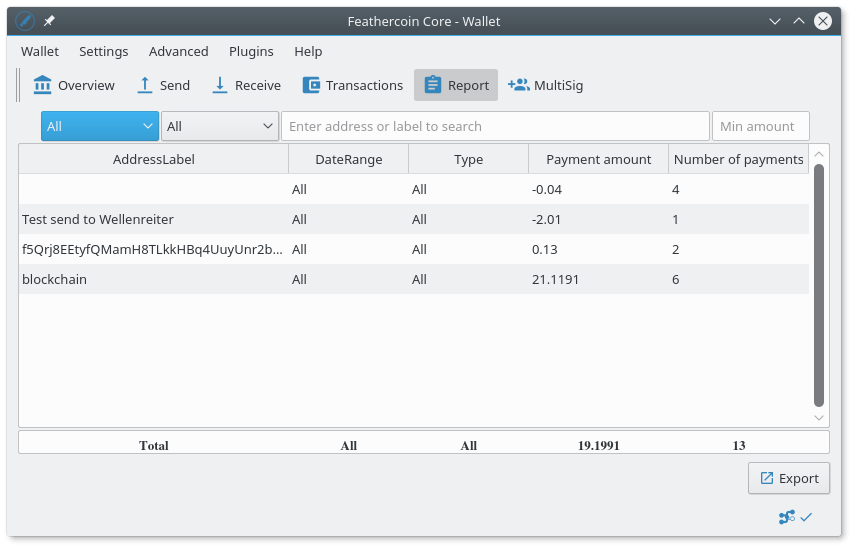 Feathercoin Core - Wallet
Wallet Settings Advanced Plugins Help
Overview Send Receive Transactions Report MultiSig
All All Enter address or label to search Min amount
AddressLabel DateRange Type Payment amount Number of payments
All All -0.04 4
Test send to Wellenreiter All All -2.01 1
f5Qrj8EEtyfQMamH8TLkkHBq4UuyUnr2b... All All 0.13 2
blockchain All All 21.1191 6
Total All All 19.1991 13
Export